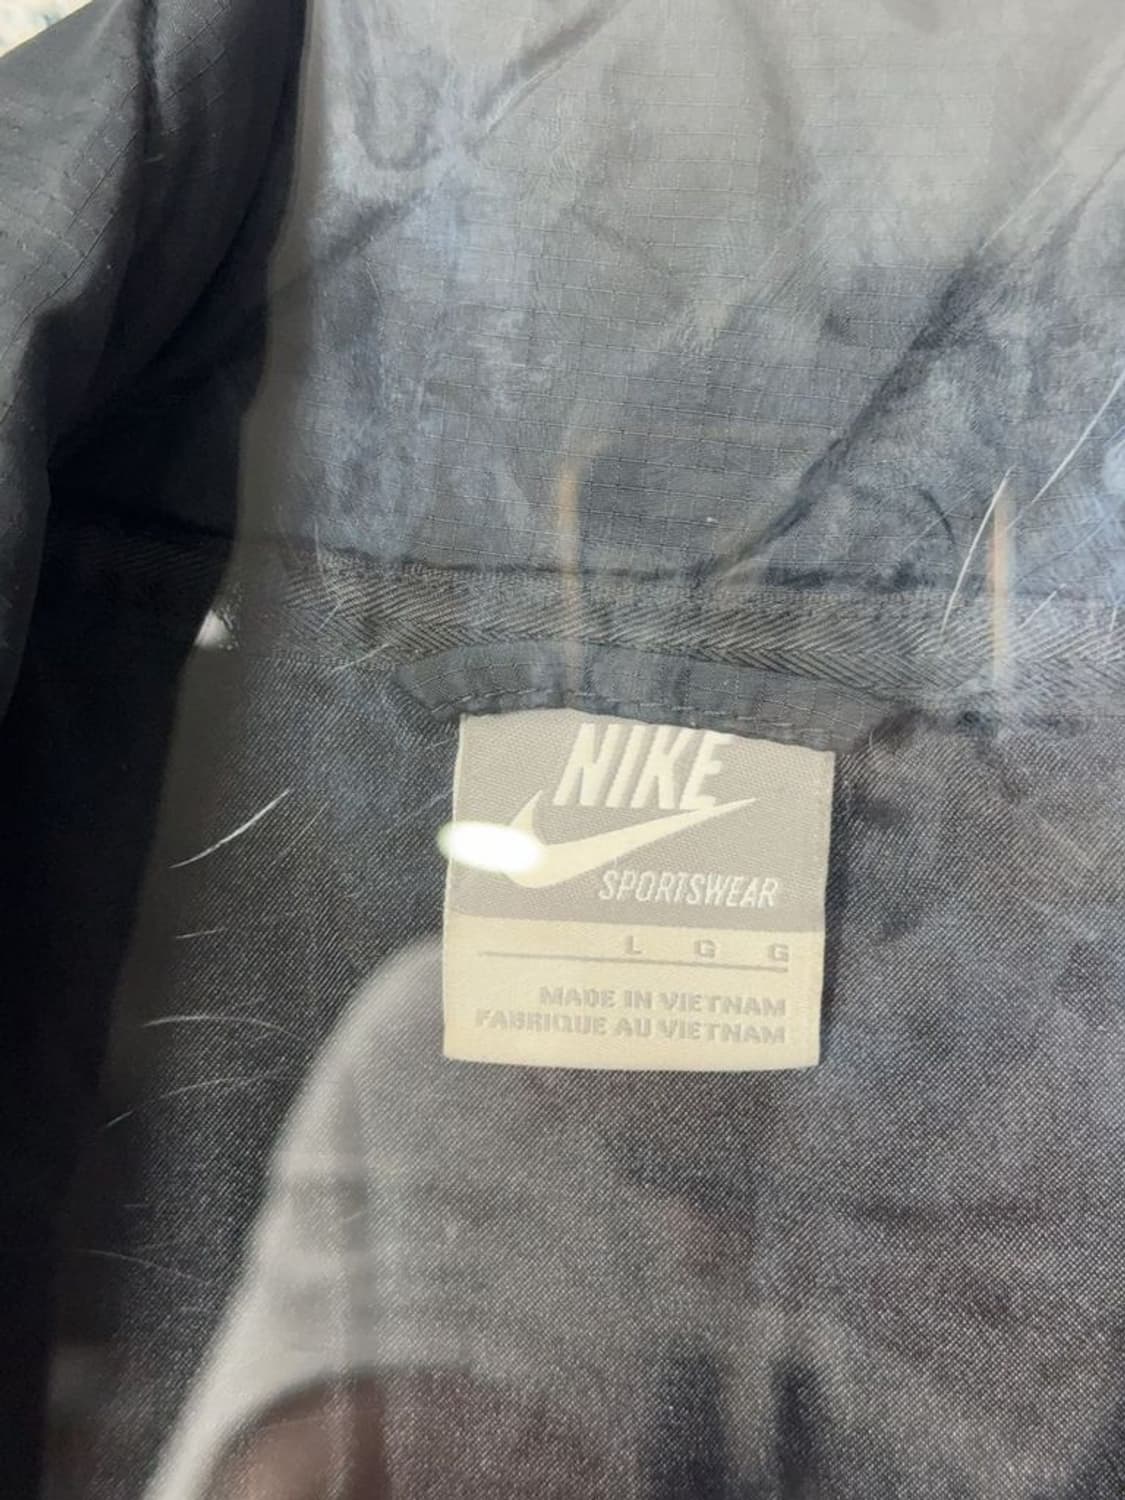 NIKE
SPORTSWEAR
L G G
MADE IN VIETNAM
FABRIQUE AU VIETNAM